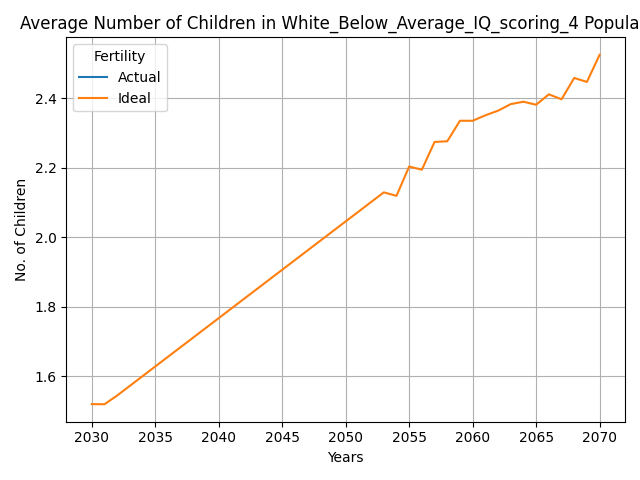 Average Number of Children in White_Below_Average_IQ_scoring_4 Popula
Fertility
Actual
Ideal
No. of Children
2.4
2.2
2.0
1.8
1.6
2030 2035 2040 2045 2050 2055 2060 2065 2070
Years